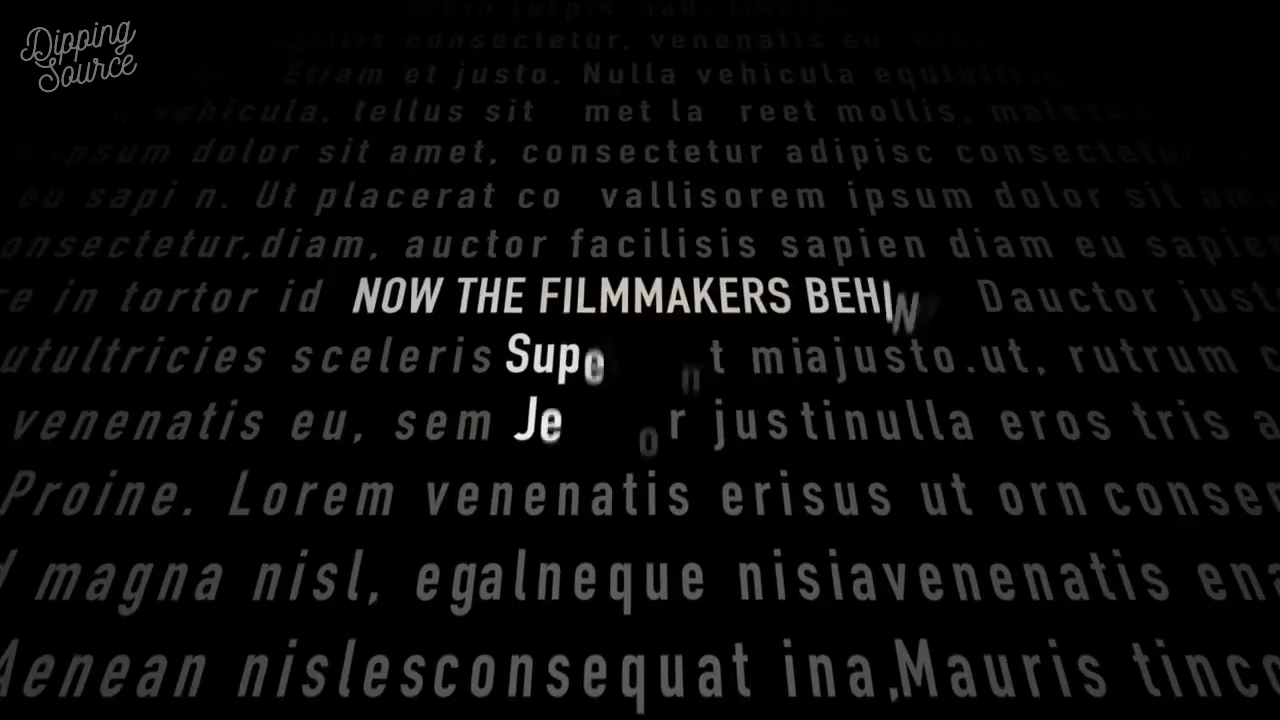 Dipping
Source
consectetur, venenatis eu.
Etiam et justo. Nulla vehicula
vehicula, tellus sit met la reet mollis,
ipsum dolor sit amet, consectetur adipisc consectetur
eu sapi n. Ut placerat co vallisorem ipsum dolor sit am
onsectetur,diam, auctor facilisis sapien diam eu sapie
re in tortor id NOW THE FILMMAKERS BEHIN Dauctor just
utultricies sceleris Supe n t miajusto.ut, rutrum c
venenatis eu, sem Je o r justinulla eros tris a
Proine. Lorem venenatis erisus ut orn conse
magna nisl, egalneque nisiavenenatis en
Aenean nislesconsequat ina,Mauris tinc